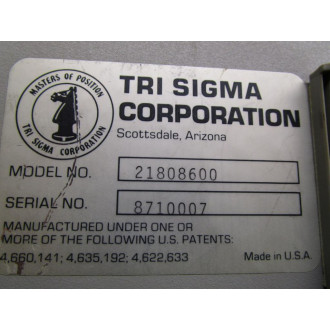 MASTERS OF POSITION
TRI SIGMA CORPORATION
TRI SIGMA
CORPORATION
Scottsdale, Arizona
MODEL NO. 21808600
SERIAL NO. 8710007
MANUFACTURED UNDER ONE OR
MORE OF THE FOLLOWING U.S. PATENTS:
4,660,141; 4,635,192; 4,622,633 Made in U.S.A.